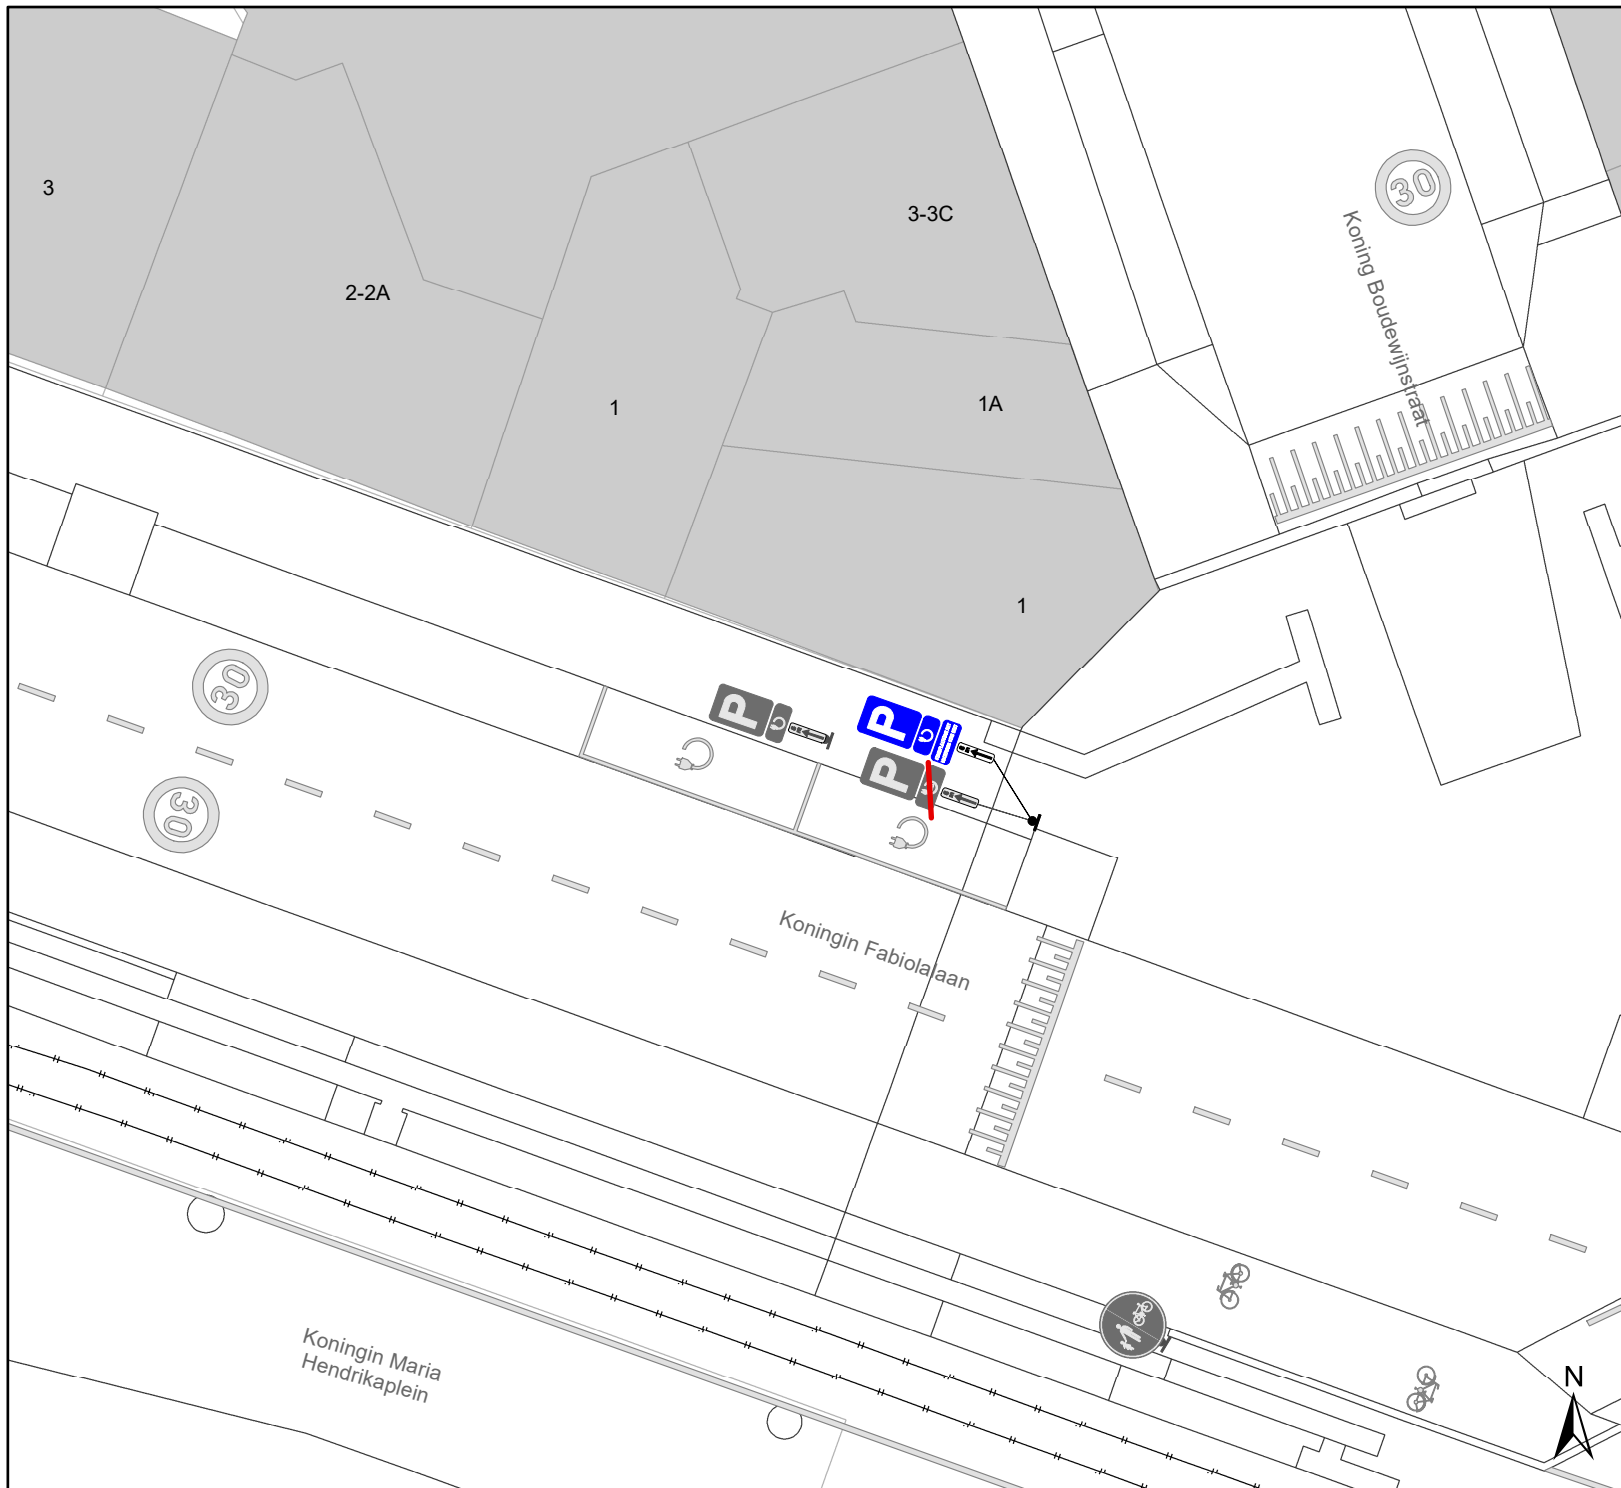 3
2-2A
1
3-3C
1A
1
30
Koning Boudewijnstraat
30
30
P
P
P
Koningin Fabiolalaan
Koningin Maria
Hendrikaplein
N